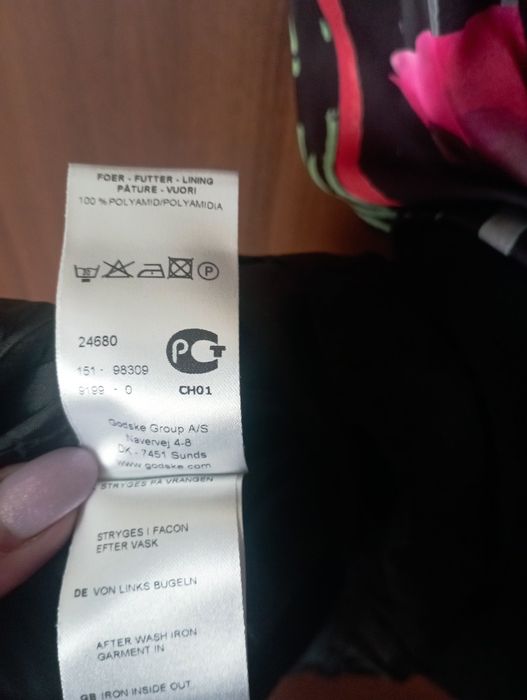 FOER - FUTTER - LINING
PÂTURE - VUORI
100 % POLYAMID/POLYAMIDIA
30
P
24680
PCT
151 - 98309
9199 - 0
CH01
Godske Group A/S
Navervej 4-8
DK - 7451 Sunds
www.godske.com
STRYGES PÅ VRANGEN
STRYGES I FACON
EFTER VASK
DE VON LINKS BUGELN
AFTER WASH IRON
GARMENT IN
GB IRON INSIDE OUT